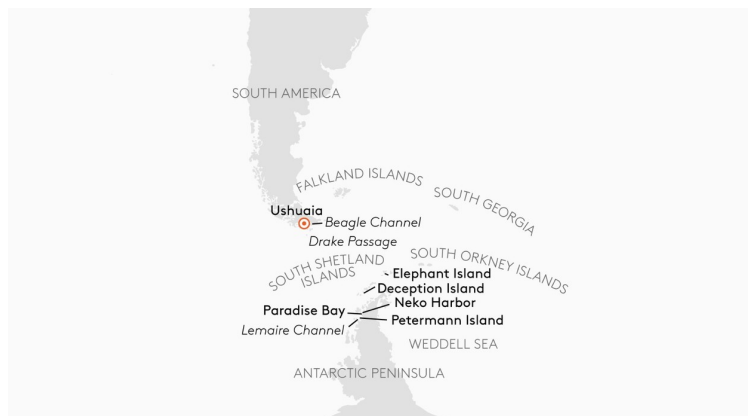 SOUTH AMERICA
FALKLAND ISLANDS
SOUTH GEORGIA
Ushuaia
Beagle Channel
Drake Passage
SOUTH SHETLAND
ISLANDS
SOUTH ORKNEY ISLANDS
Elephant Island
Deception Island
Neko Harbor
Paradise Bay
Petermann Island
Lemaire Channel
WEDDELL SEA
ANTARCTIC PENINSULA